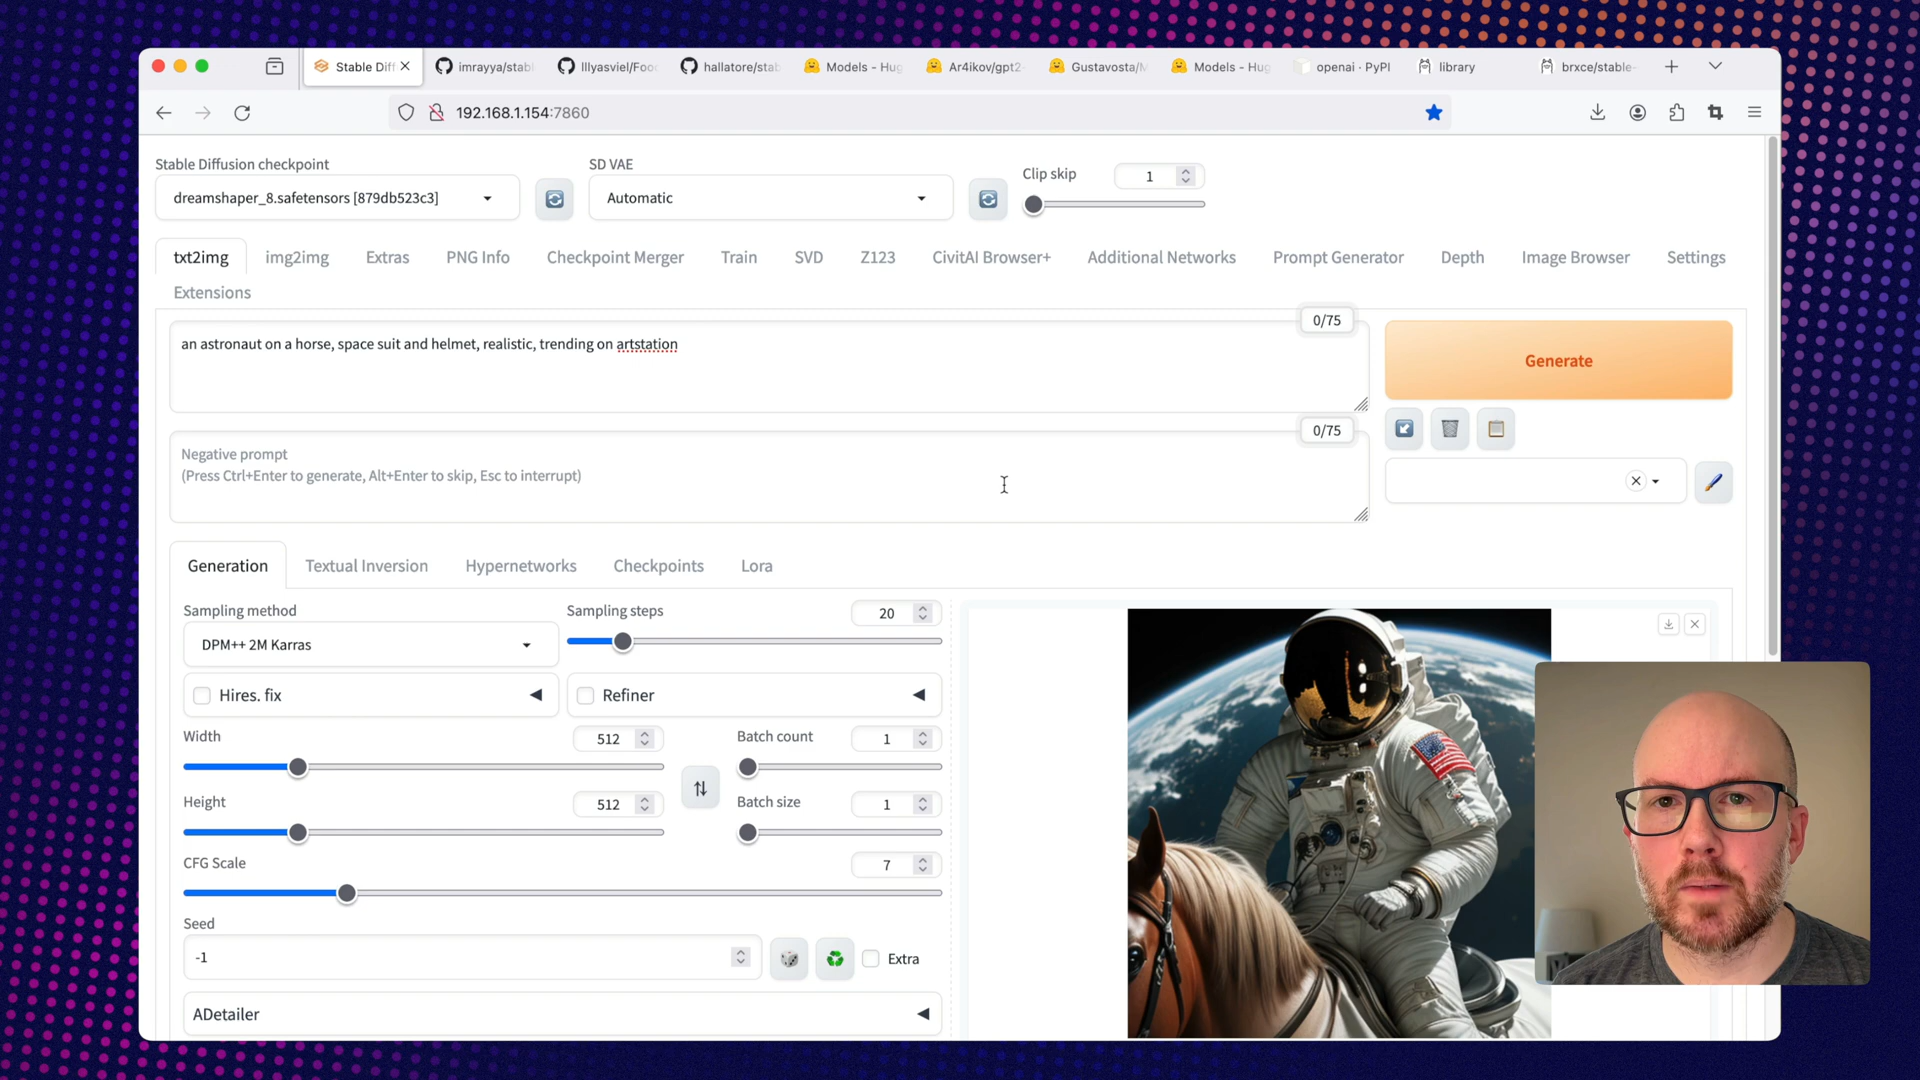 Stable Diff
imrayya/stabl
lllyasviel/Fooc
hallatore/stab
Models - Hug
Ar4ikov/gpt2-
Gustavosta/M
Models - Hug
openai · PyPI
library
brxce/stable-
192.168.1.154:7860
Stable Diffusion checkpoint
SD VAE
Clip skip
1
dreamshaper_8.safetensors [879db523c3]
Automatic
txt2img
img2img
Extras
PNG Info
Checkpoint Merger
Train
SVD
Z123
CivitAI Browser+
Additional Networks
Prompt Generator
Depth
Image Browser
Settings
Extensions
0/75
an astronaut on a horse, space suit and helmet, realistic, trending on artstation
Generate
0/75
Negative prompt
(Press Ctrl+Enter to generate, Alt+Enter to skip, Esc to interrupt)
Generation
Textual Inversion
Hypernetworks
Checkpoints
Lora
Sampling method
Sampling steps
20
DPM++ 2M Karras
Hires. fix
Refiner
Width
512
Batch count
1
Height
512
Batch size
1
CFG Scale
7
Seed
-1
Extra
ADetailer